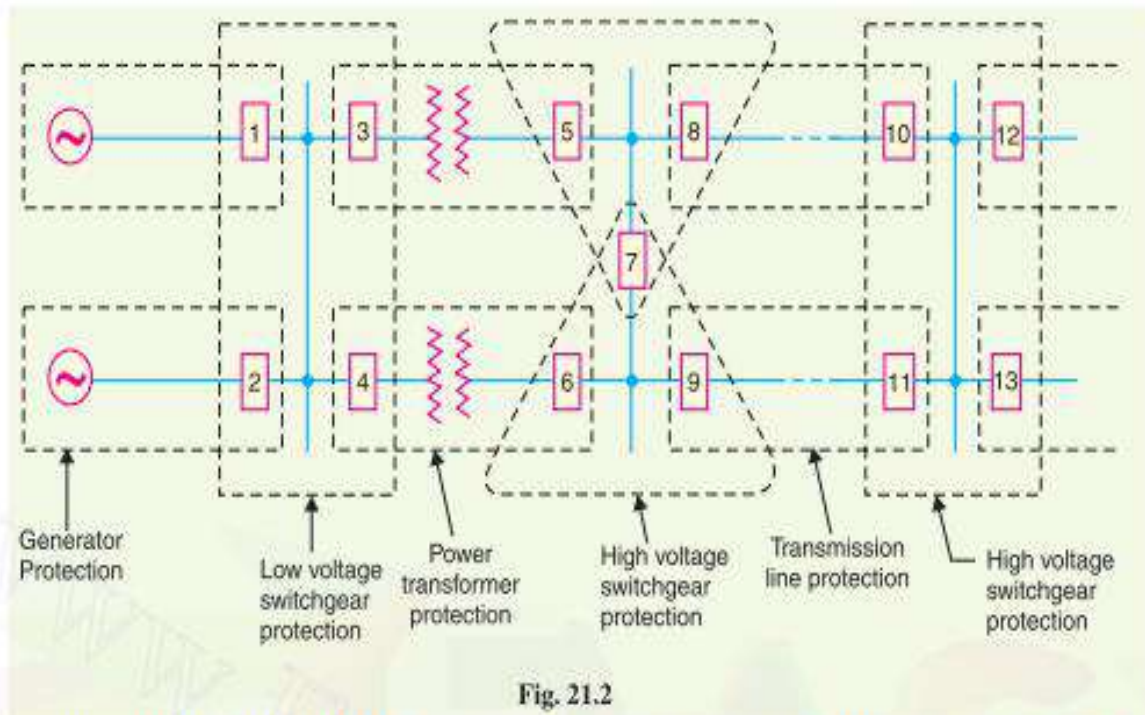 1
3
5
8
10
12
7
2
4
6
9
11
13
Generator
Protection
Low voltage
switchgear
protection
Power
transformer
protection
High voltage
switchgear
protection
Transmission
line protection
High voltage
switchgear
protection
Fig. 21.2